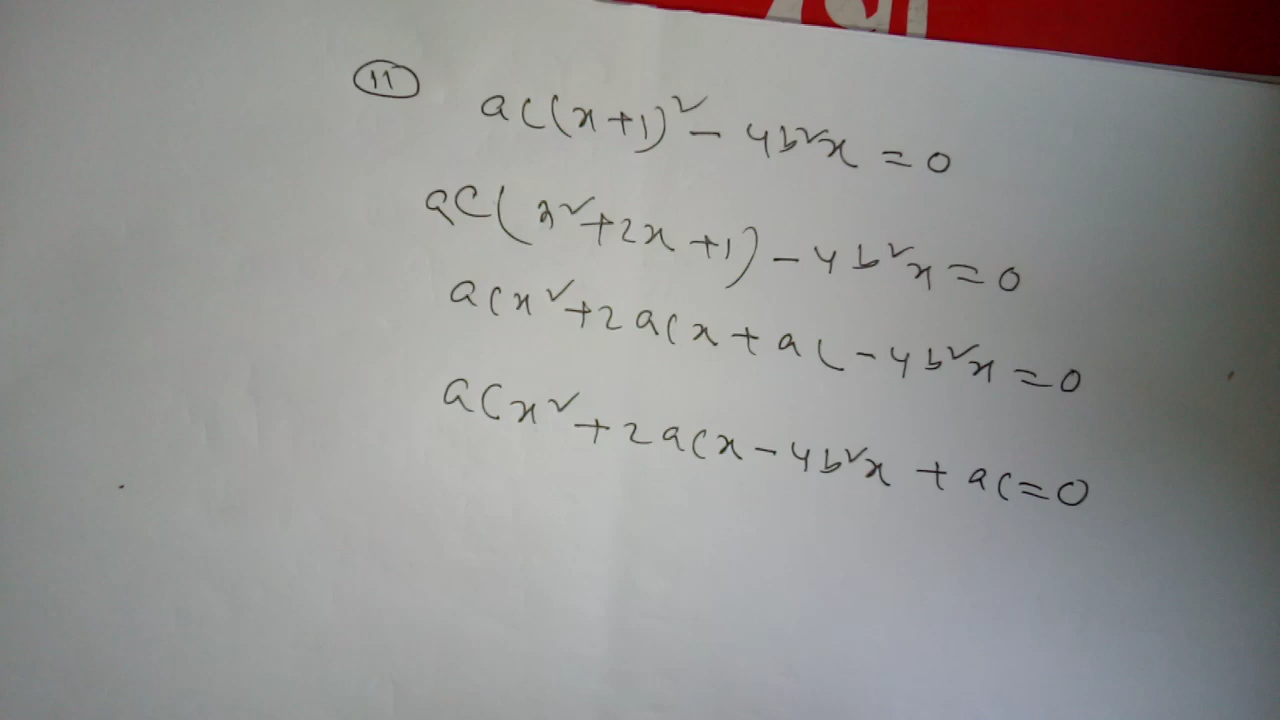 11 ac(x+1)² - 4b²x = 0
ac(x²+2x+1) - 4b²x = 0
acx²+2acx+ac-4b²x=0
acx²+2acx-4b²x+ac=0